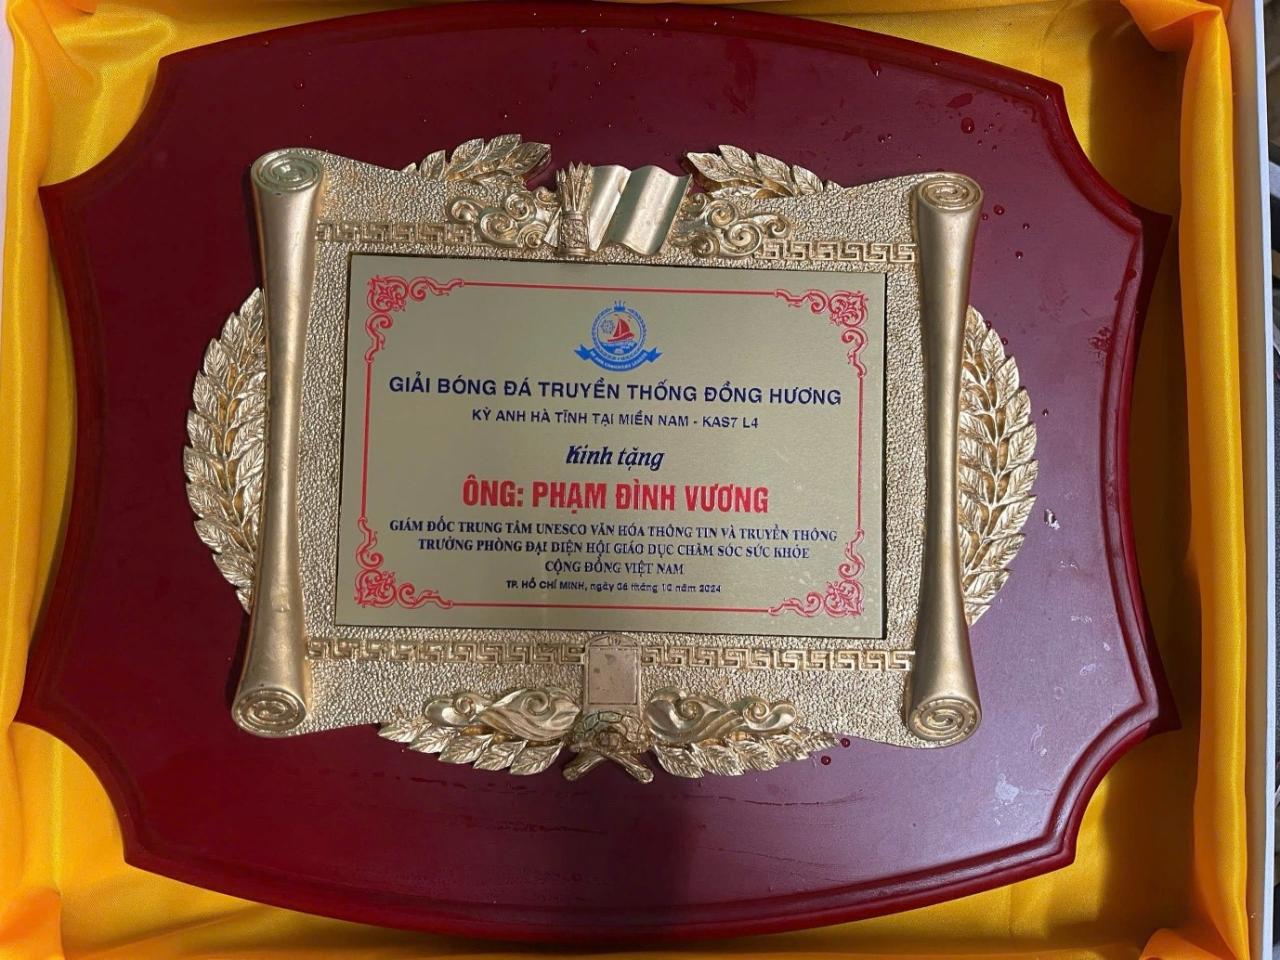 GIẢI BÓNG ĐÁ TRUYỀN THỐNG ĐỒNG HƯƠNG
KỲ ANH HÀ TĨNH TẠI MIỀN NAM - KAS7 L4
Kính tặng
ÔNG: PHẠM ĐÌNH VƯƠNG
GIÁM ĐỐC TRUNG TÂM UNESCO VĂN HÓA THÔNG TIN VÀ TRUYỀN THÔNG
TRƯỞNG PHÒNG ĐẠI DIỆN HỘI GIÁO DỤC CHĂM SÓC SỨC KHỎE
CỘNG ĐỒNG VIỆT NAM
TP. HỒ CHÍ MINH, ngày 06 tháng 10 năm 2024